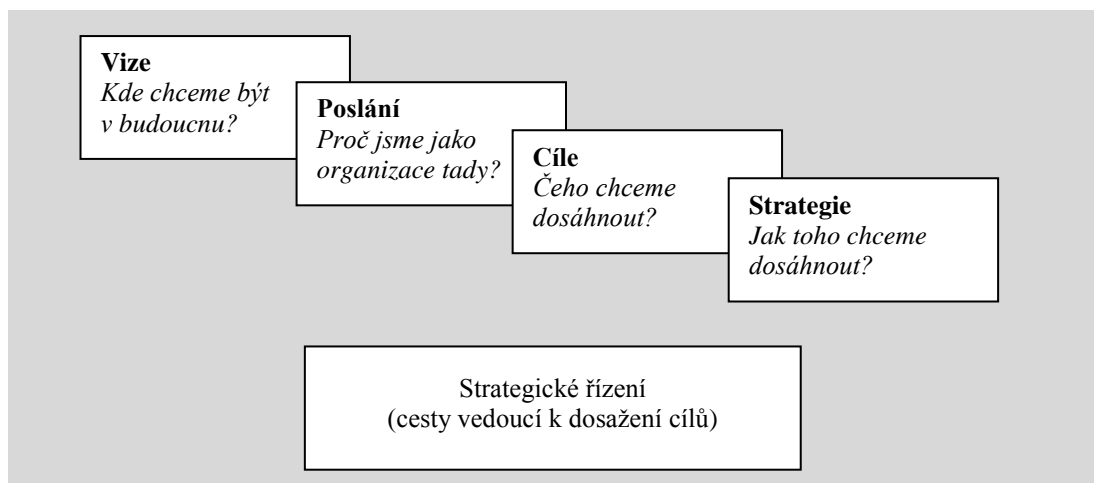 Vize
Kde chceme být
v budoucnu?
Poslání
Proč jsme jako
organizace tady?
Cíle
Čeho chceme
dosáhnout?
Strategie
Jak toho chceme
dosáhnout?
Strategické řízení
(cesty vedoucí k dosažení cílů)